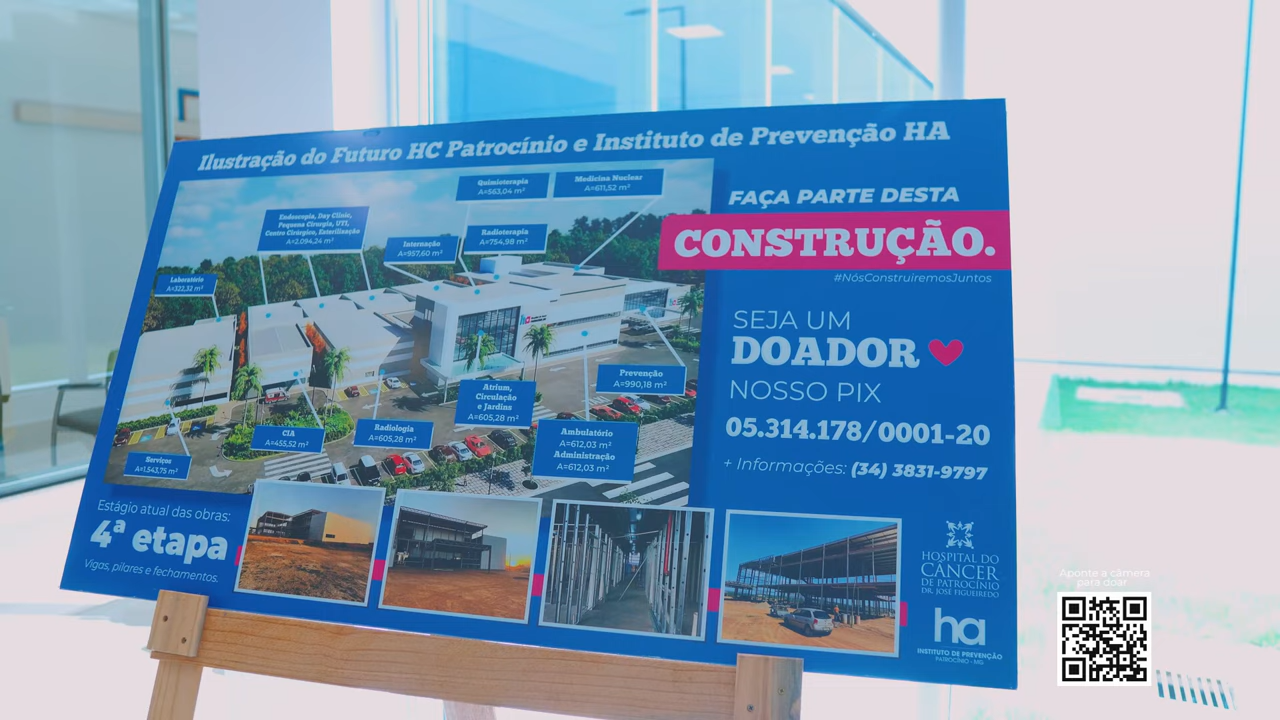 Ilustração do Futuro HC Patrocínio e Instituto de Prevenção HA
Quimioterapia
A=563,04 m²
Medicina Nuclear
A=611,52 m²
Endoscopia, Day Clinic,
Pequena Cirurgia, UTI,
Centro Cirúrgico, Esterilização
A=2.094,24 m²
Internação
A=957,60 m²
Radioterapia
A=754,98 m²
Laboratório
A=322,32 m²
ha
Prevenção
A=990,18 m²
Atrium,
Circulação
e Jardins
A=605,28 m²
CIA
A=455,52 m²
Radiologia
A=605,28 m²
Ambulatório
A=612,03 m²
Administração
A=612,03 m²
Serviços
A=1.543,75 m²
FAÇA PARTE DESTA
CONSTRUÇÃO.
#NósConstruiremosJuntos
SEJA UM
DOADOR
NOSSO PIX
05.314.178/0001-20
+ Informações: (34) 3831-9797
Estágio atual das obras:
4ª etapa
Vigas, pilares e fechamentos.
HOSPITAL DO
CÂNCER
DE PATROCÍNIO
DR. JOSÉ FIGUEIREDO
ha
INSTITUTO DE PREVENÇÃO
PATROCÍNIO - MG
Aponte a câmera
para doar